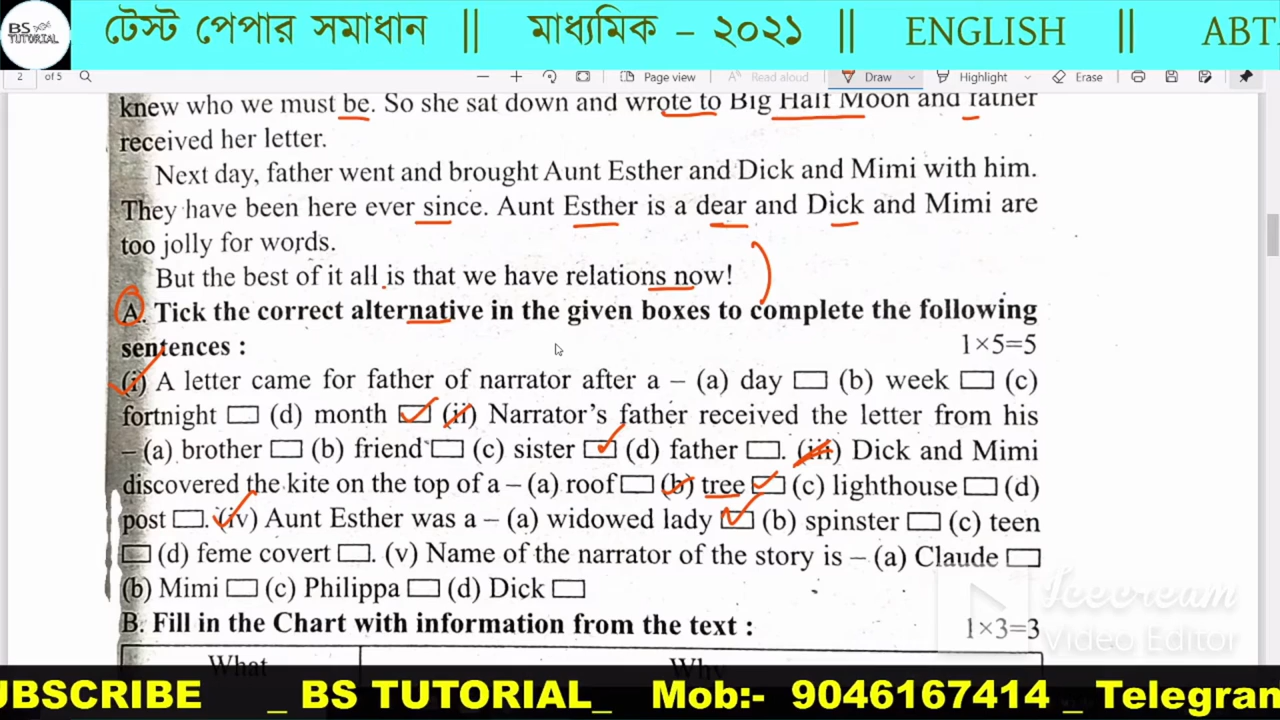 BS
TUTORIAL
টেস্ট পেপার সমাধান || মাধ্যমিক – ২০২১ || ENGLISH || ABT
2 of 5 Page view Read aloud Draw Highlight Erase
knew who we must be. So she sat down and wrote to Big Half Moon and father
received her letter.
Next day, father went and brought Aunt Esther and Dick and Mimi with him.
They have been here ever since. Aunt Esther is a dear and Dick and Mimi are
too jolly for words.
But the best of it all is that we have relations now!
A. Tick the correct alternative in the given boxes to complete the following
sentences : 1×5=5
(i) A letter came for father of narrator after a – (a) day (b) week (c)
fortnight (d) month (ii) Narrator's father received the letter from his
– (a) brother (b) friend (c) sister (d) father . (iii) Dick and Mimi
discovered the kite on the top of a – (a) roof (b) tree (c) lighthouse (d)
post . (iv) Aunt Esther was a – (a) widowed lady (b) spinster (c) teen
(d) feme covert . (v) Name of the narrator of the story is – (a) Claude
(b) Mimi (c) Philippa (d) Dick
B. Fill in the Chart with information from the text : 1×3=3
What Why
Icecream
Video Editor
UBSCRIBE _ BS TUTORIAL_ Mob:- 9046167414 _ Telegran